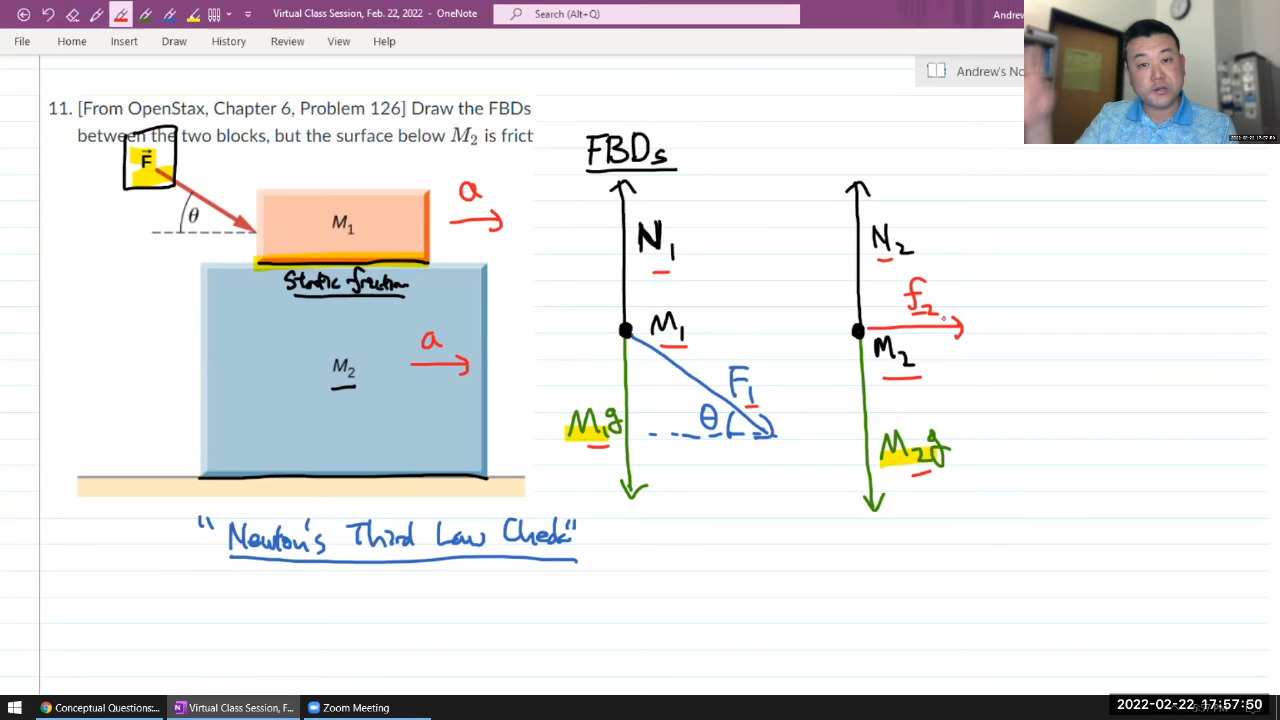 Virtual Class Session, Feb. 22, 2022 - OneNote
Search (Alt+Q)
Andrew
File Home Insert Draw History Review View Help
Andrew's No
11. [From OpenStax, Chapter 6, Problem 126] Draw the FBDs
between the two blocks, but the surface below M₂ is frict
FBDs
F
θ
M₁
a
Static friction
M₂
a
N₁
M₁
F₁
θ
M₁g
N₂
f₂
M₂
M₂g
"Newton's Third Law Check"
Conceptual Questions:...
Virtual Class Session, F...
Zoom Meeting
2022-02-22 17:57:50